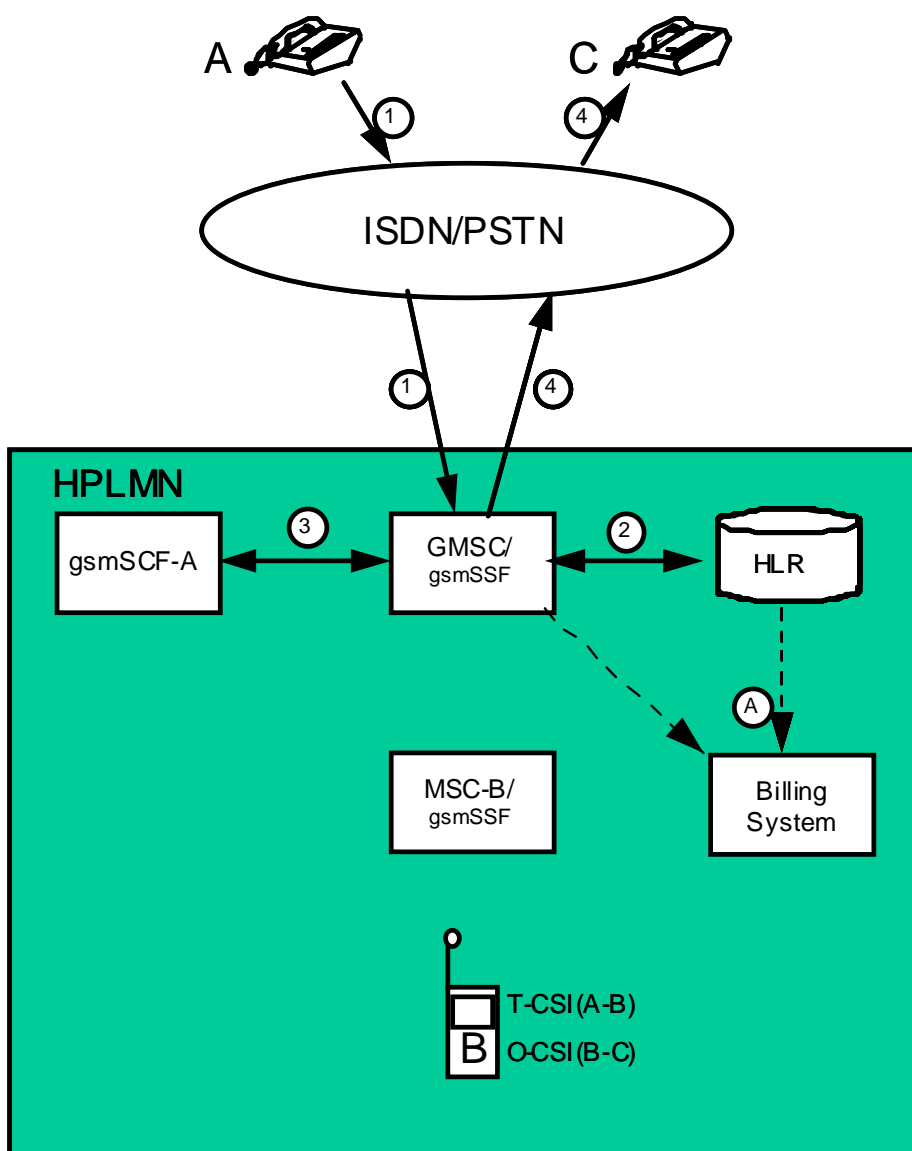 A
C
1
4
ISDN/PSTN
1
4
HPLMN
gsmSCF-A
3
GMSC/
gsmSSF
2
HLR
A
MSC-B/
gsmSSF
Billing
System
T-CSI(A-B)
B
O-CSI(B-C)